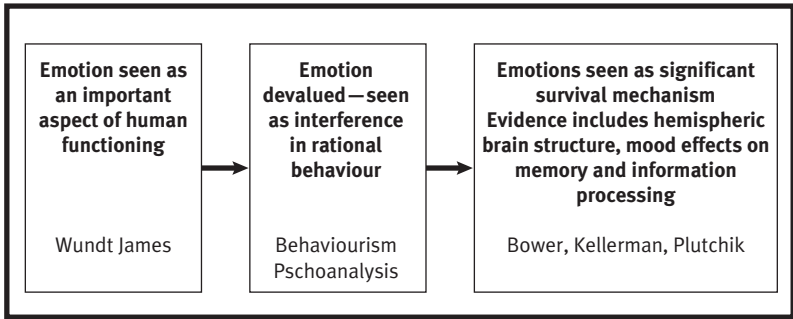 Emotion seen as
an important
aspect of human
functioning
Wundt James
Emotion
devalued—seen
as interference
in rational
behaviour
Behaviourism
Pschoanalysis
Emotions seen as significant
survival mechanism
Evidence includes hemispheric
brain structure, mood effects on
memory and information
processing
Bower, Kellerman, Plutchik